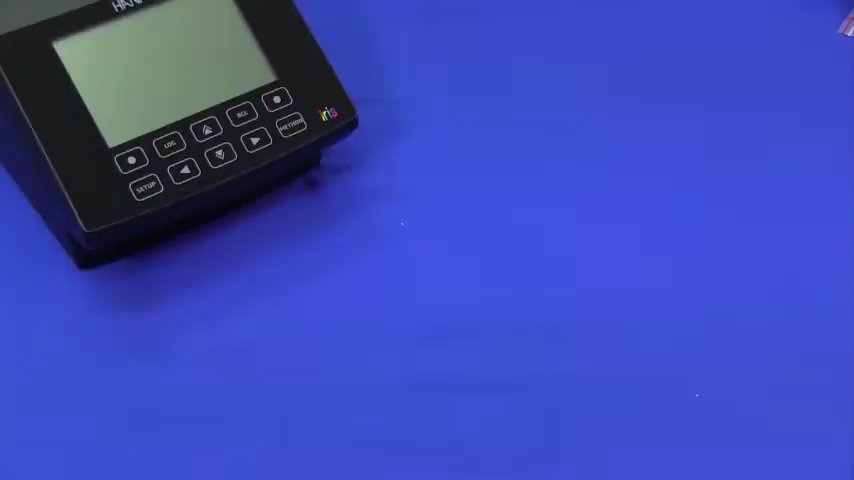 RCL
LOG
METHOD
iris
SETUP